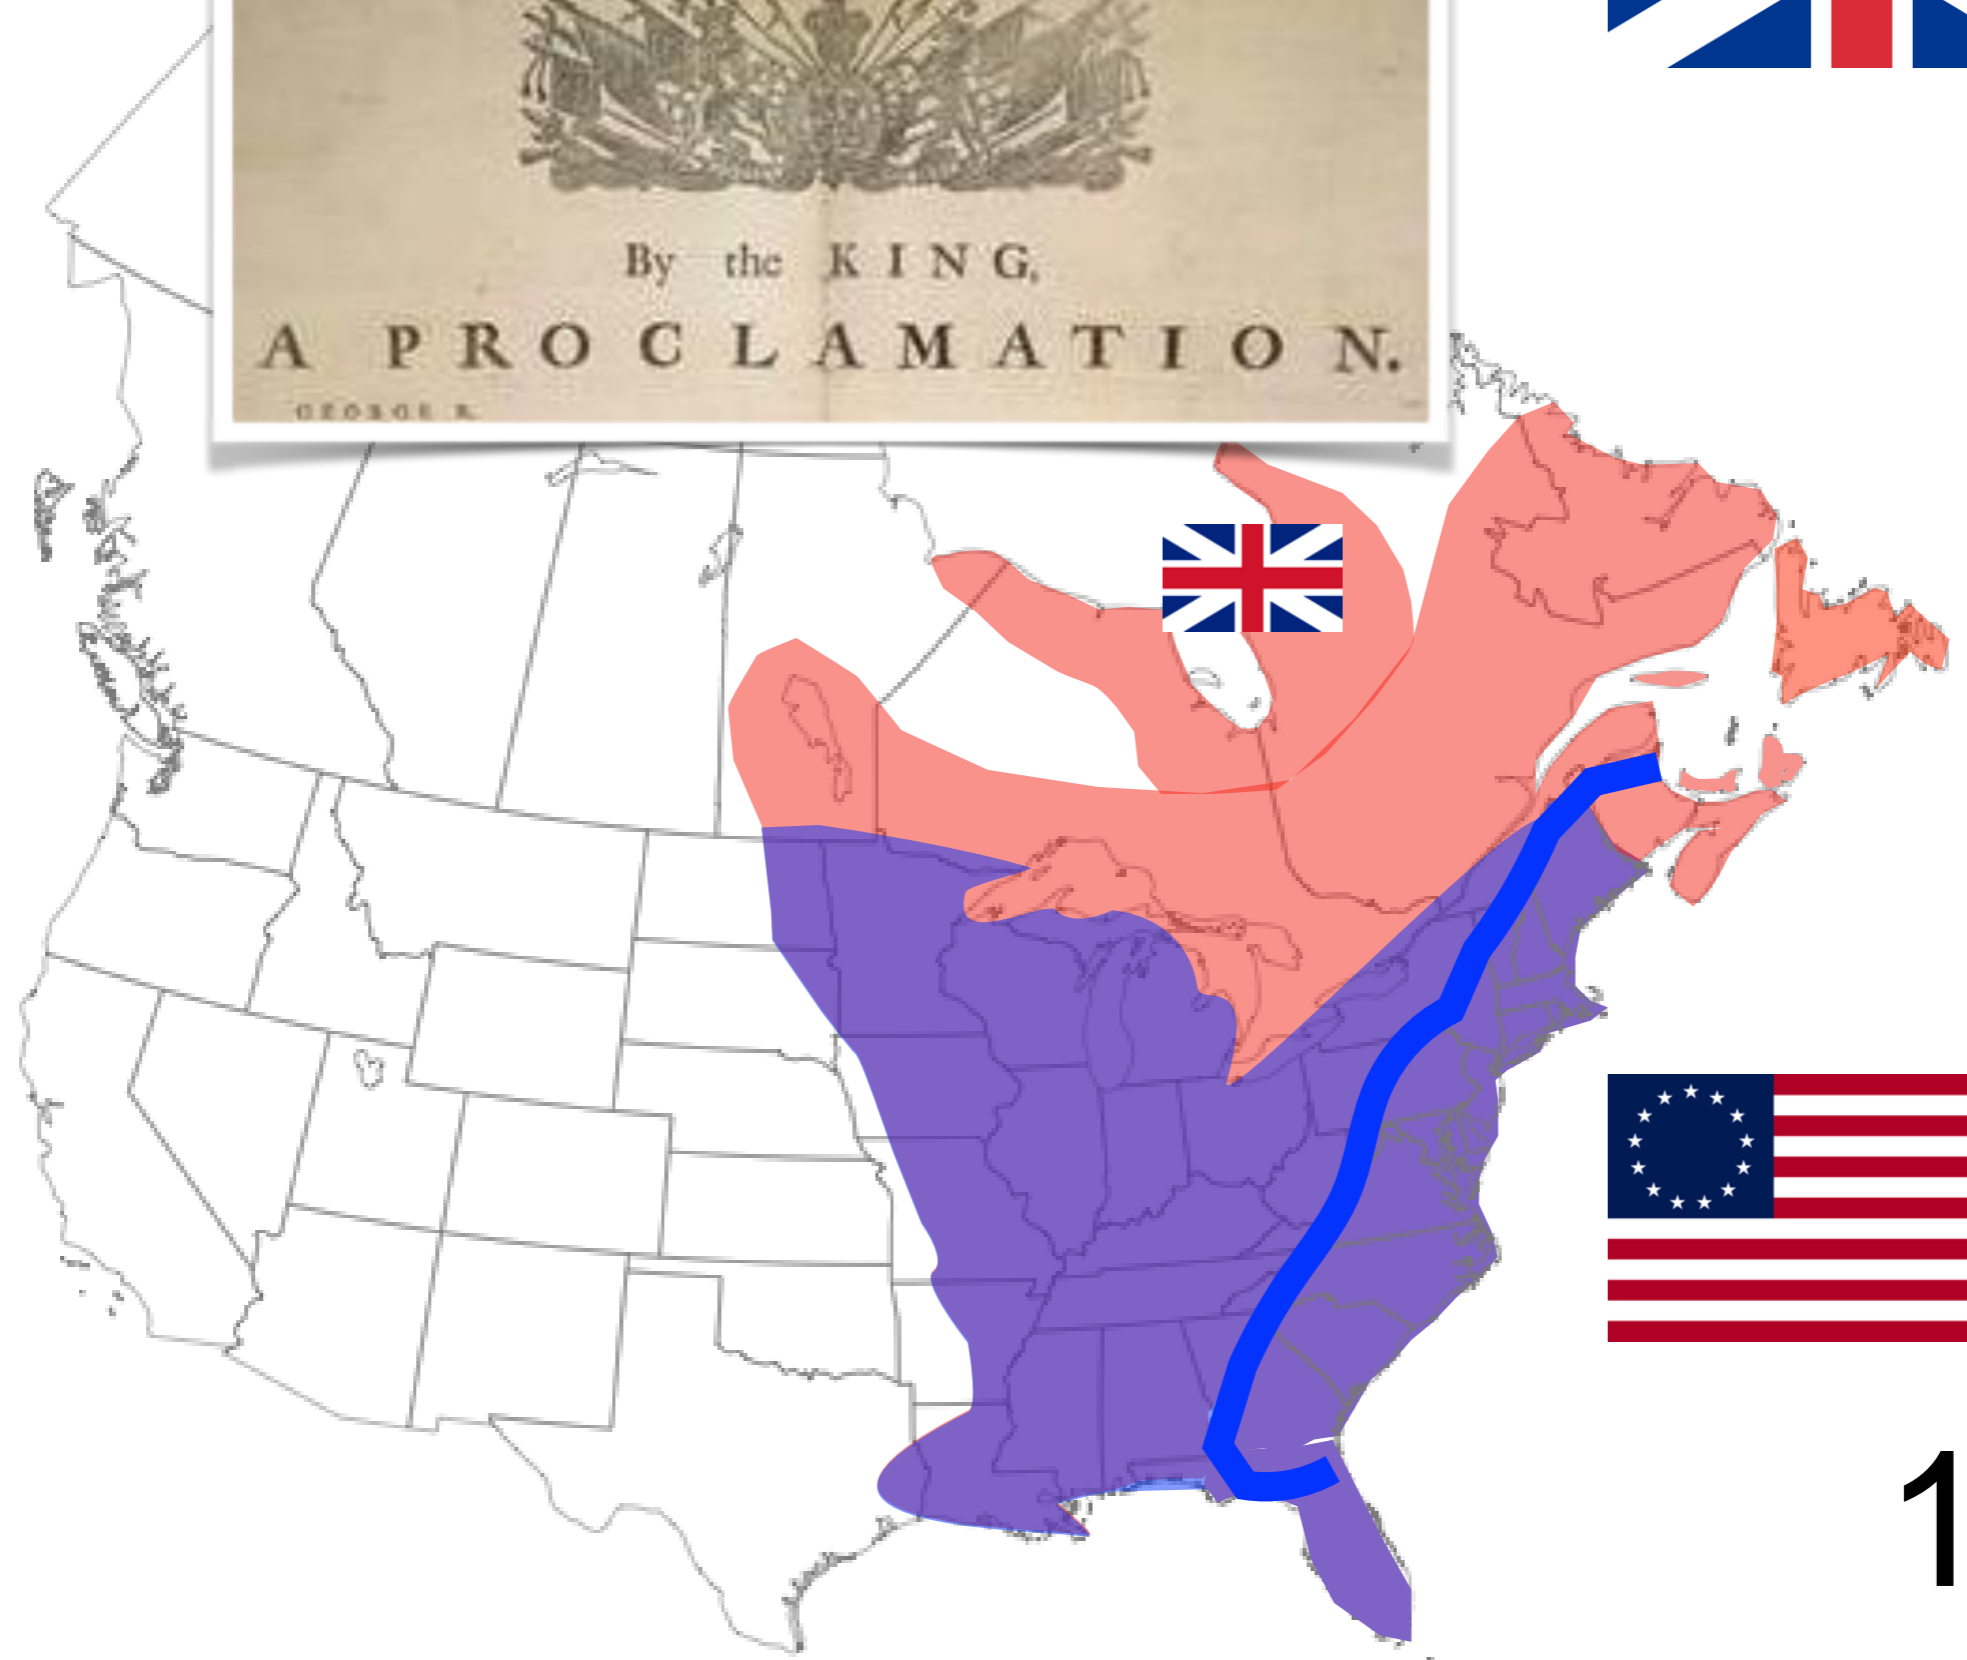 By the KING,
A PROCLAMATION.
GEORGE R.
1